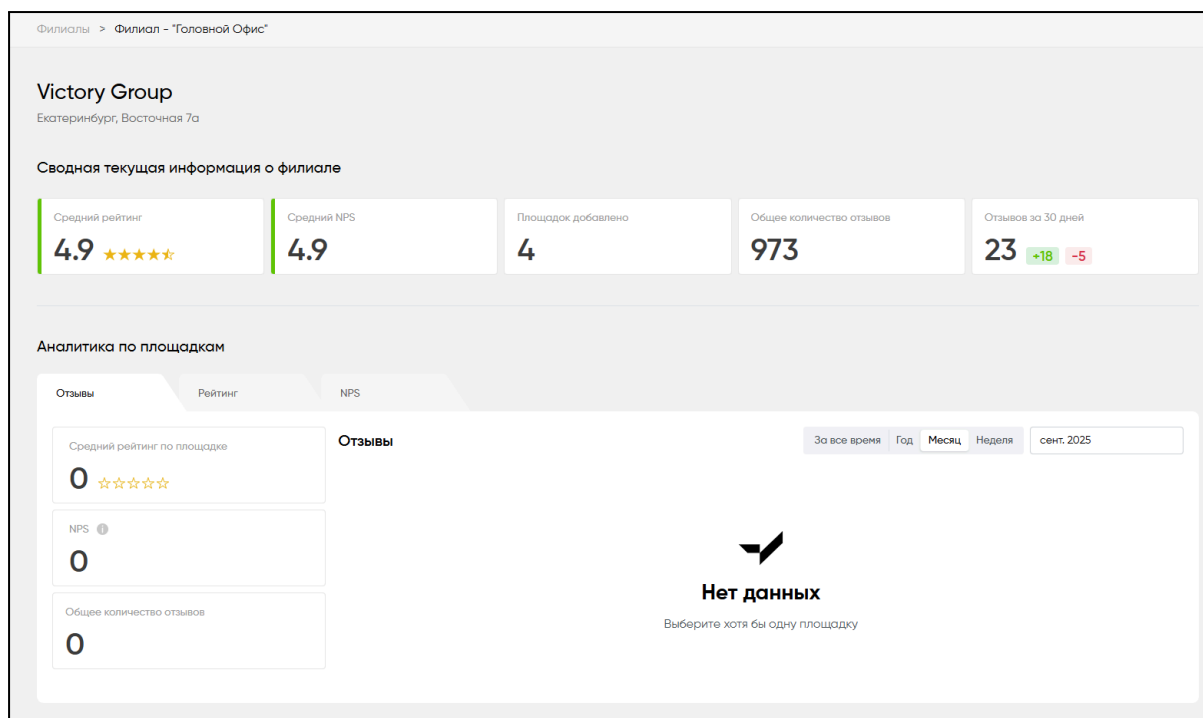 Филиалы > Филиал - "Головной Офис"
Victory Group
Екатеринбург, Восточная 7а
Сводная текущая информация о филиале
Средний рейтинг
4.9
Средний NPS
4.9
Площадок добавлено
4
Общее количество отзывов
973
Отзывов за 30 дней
23 +18 -5
Аналитика по площадкам
Отзывы Рейтинг NPS
Средний рейтинг по площадке
0
NPS
0
Общее количество отзывов
0
Отзывы
За все время Год Месяц Неделя сент. 2025
Нет данных
Выберите хотя бы одну площадку